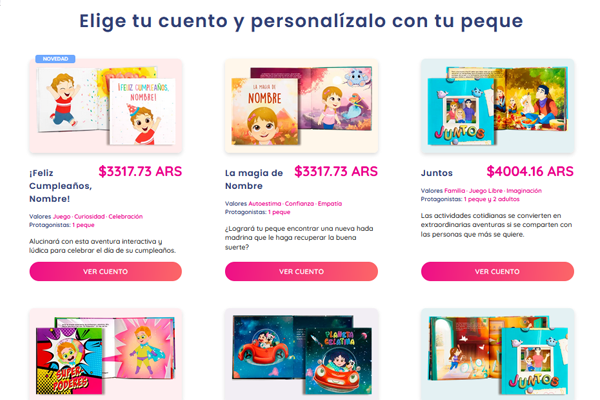 Elige tu cuento y personalízalo con tu peque
NOVEDAD
¡FELIZ
CUMPLEAÑOS,
NOMBRE!
LA MAGIA DE
NOMBRE
JUNTOS
¡Feliz
Cumpleaños,
Nombre!
$3317.73 ARS
Valores Juego · Curiosidad · Celebración
Protagonistas: 1 peque
Alucinará con esta aventura interactiva y
lúdica para celebrar el día de su cumpleaños.
VER CUENTO
La magia de
Nombre
$3317.73 ARS
Valores Autoestima · Confianza · Empatía
Protagonistas: 1 peque
¿Logrará tu peque encontrar una nueva hada
madrina que le haga recuperar la buena
suerte?
VER CUENTO
Juntos
$4004.16 ARS
Valores Familia · Juego Libre · Imaginación
Protagonistas: 1 peque y 2 adultos
Las actividades cotidianas se convierten en
extraordinarias aventuras si se comparten con
las personas que más se quiere.
VER CUENTO
SUPER
PODERES
PLANETA
GELATINA
JUNTOS